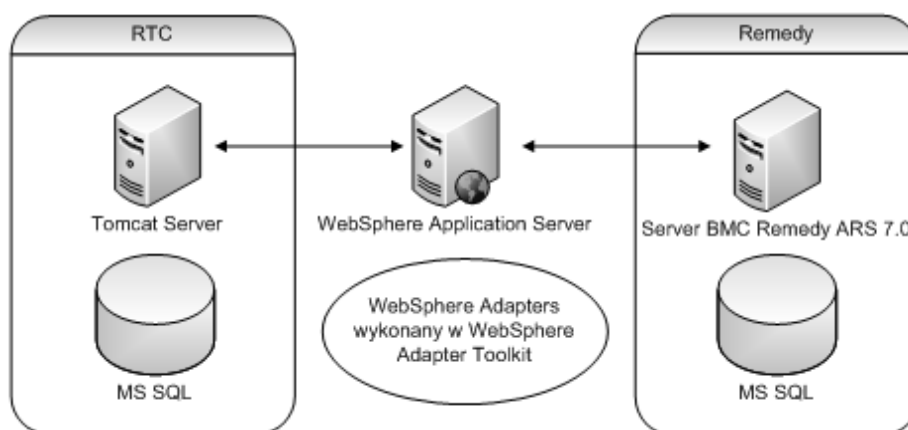 RTC
Tomcat Server
MS SQL
WebSphere Application Server
WebSphere Adapters
wykonany w WebSphere
Adapter Toolkit
Remedy
Server BMC Remedy ARS 7.0
MS SQL